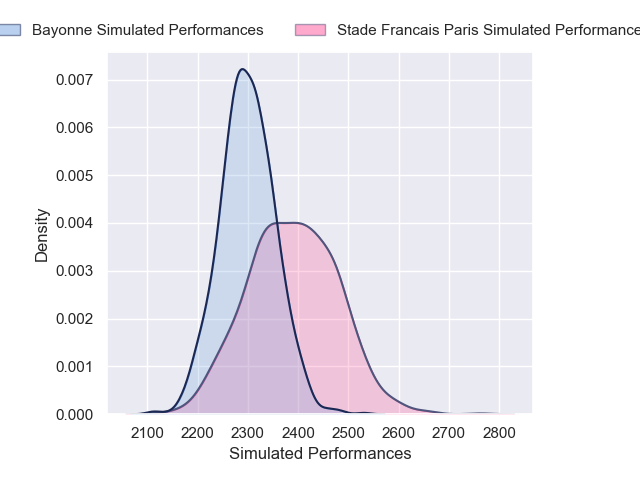 Bayonne Simulated Performances
Stade Francais Paris Simulated Performance
0.007
0.006
0.005
0.004
0.003
0.002
0.001
0.000
Density
2100 2200 2300 2400 2500 2600 2700 2800
Simulated Performances